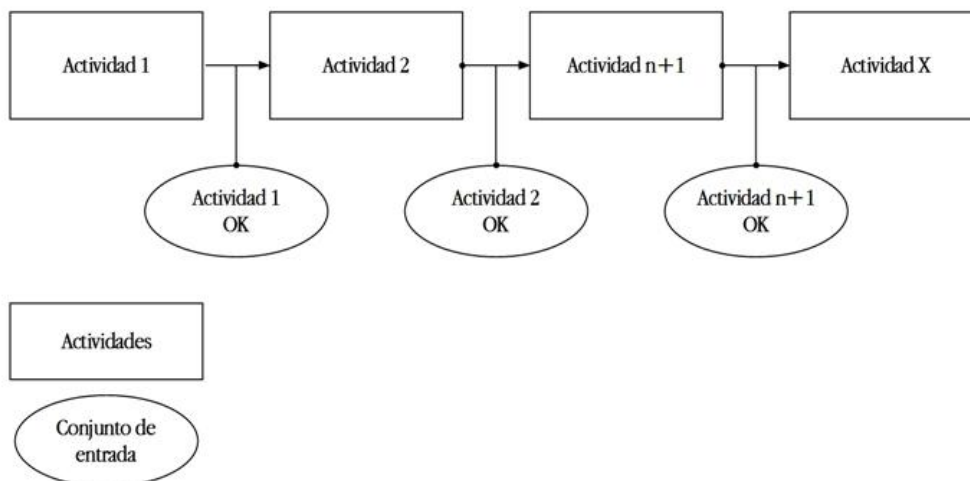 Actividad 1
Actividad 2
Actividad n+1
Actividad X
Actividad 1
OK
Actividad 2
OK
Actividad n+1
OK
Actividades
Conjunto de
entrada